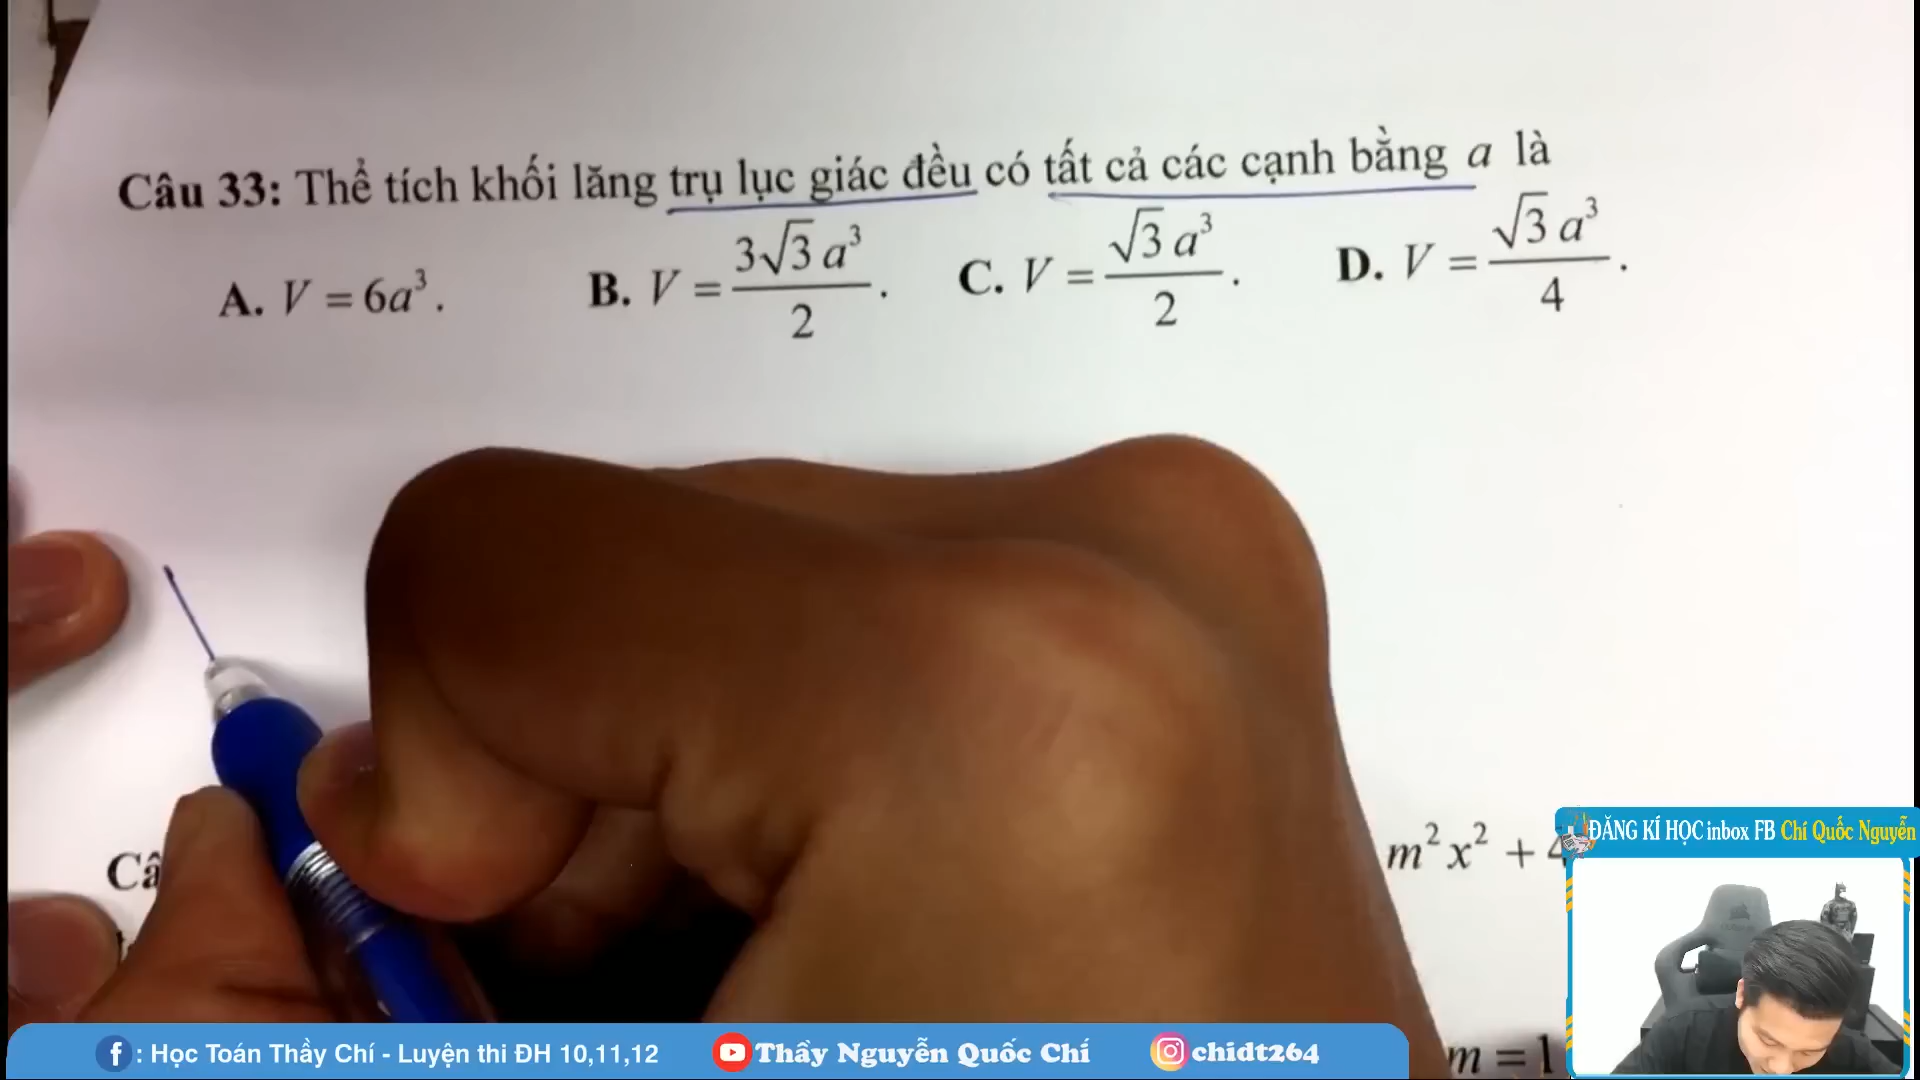 Câu 33: Thể tích khối lăng trụ lục giác đều có tất cả các cạnh bằng a là
A. V = 6a³. B. V = 3√3 a³ / 2. C. V = √3 a³ / 2. D. V = √3 a³ / 4.
m²x² +
ĐĂNG KÍ HỌC inbox FB Chí Quốc Nguyễn
m = 1
f : Học Toán Thầy Chí - Luyện thi ĐH 10,11,12 Thầy Nguyễn Quốc Chí chidt264